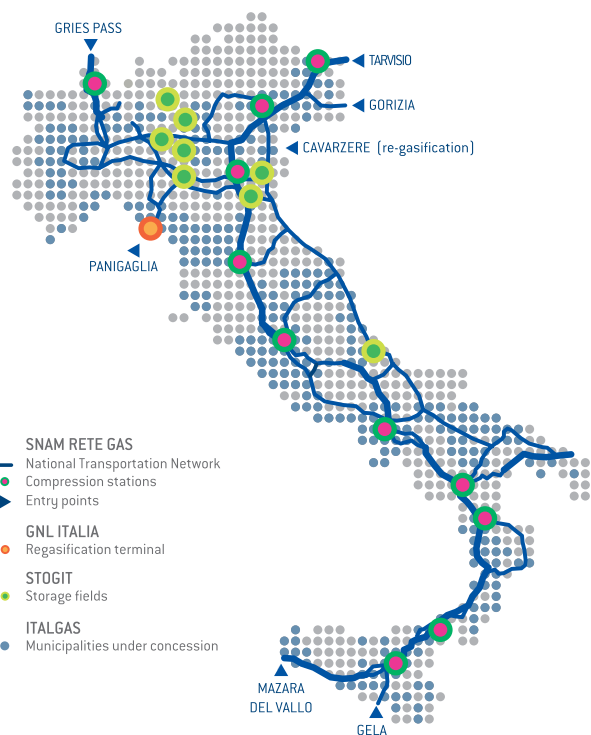 GRIES PASS
TARVISIO
GORIZIA
CAVARZERE (re-gasification)
PANIGAGLIA
SNAM RETE GAS
National Transportation Network
Compression stations
Entry points
GNL ITALIA
Regasification terminal
STOGIT
Storage fields
ITALGAS
Municipalities under concession
MAZARA
DEL VALLO
GELA